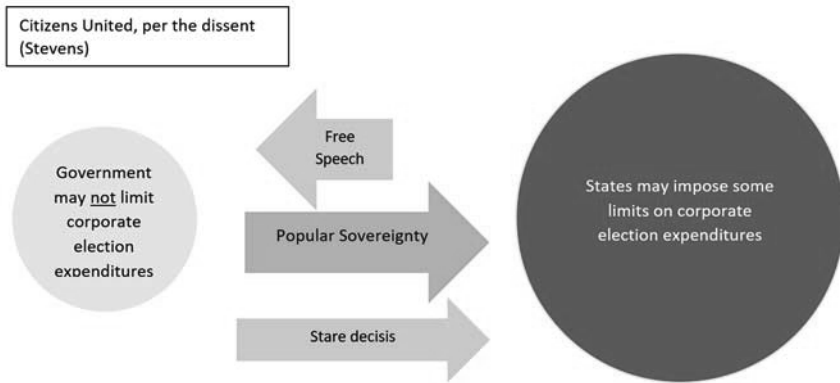 Citizens United, per the dissent
(Stevens)
Government
may not limit
corporate
election
expenditures
Free
Speech
Popular Sovereignty
Stare decisis
States may impose some
limits on corporate
election expenditures